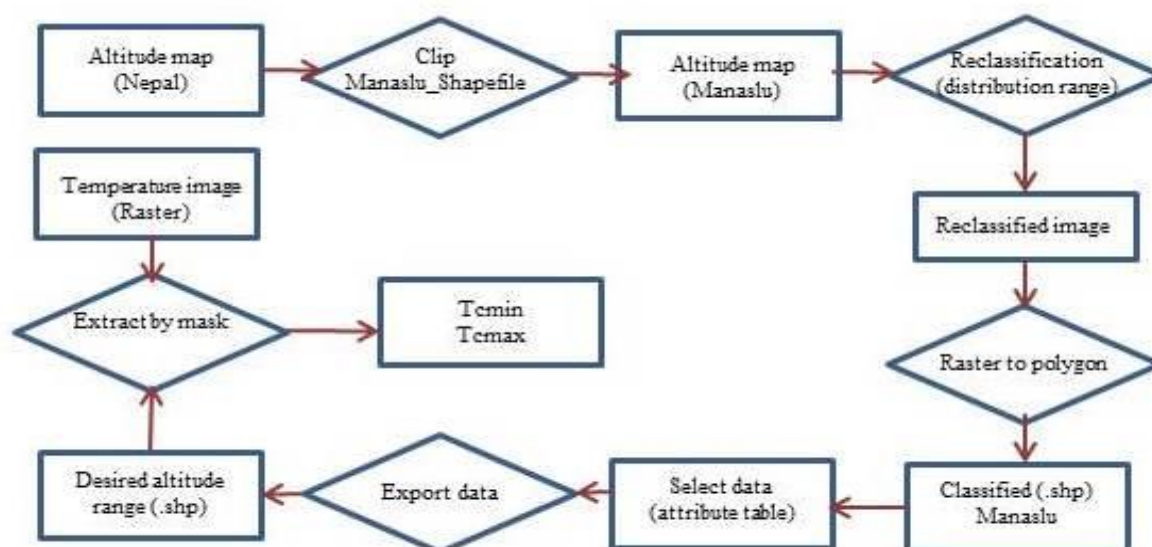 Altitude map
(Nepal)
Clip
Manaslu_Shapefile
Altitude map
(Manaslu)
Reclassification
(distribution range)
Temperature image
(Raster)
Reclassified image
Extract by mask
Tcmin
Tcmax
Raster to polygon
Desired altitude
range (.shp)
Export data
Select data
(attribute table)
Classified (.shp)
Manaslu